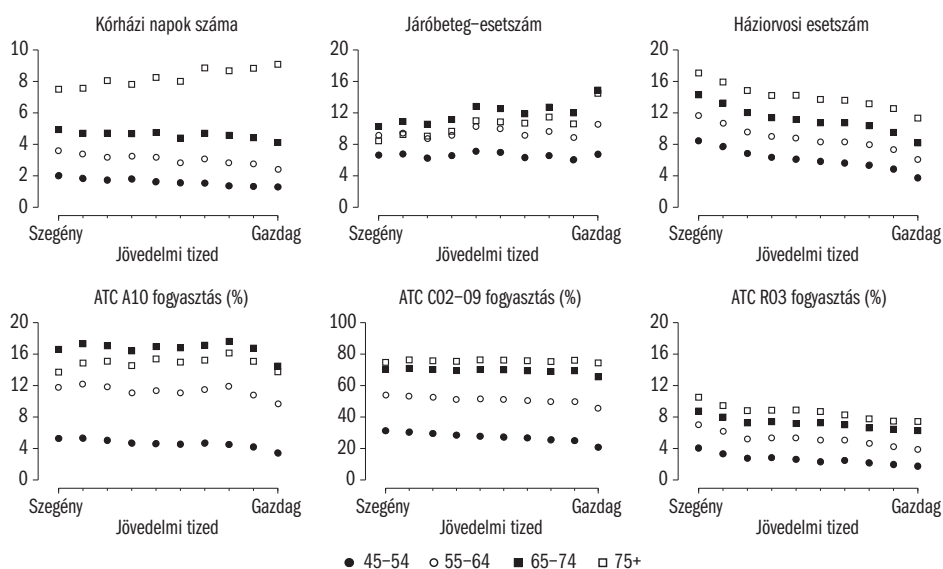 Kórházi napok száma
Járóbeteg–esetszám
Háziorvosi esetszám
10
8
6
4
2
0
20
16
12
8
4
0
20
16
12
8
4
0
Szegény Gazdag
Jövedelmi tized
Szegény Gazdag
Jövedelmi tized
Szegény Gazdag
Jövedelmi tized
ATC A10 fogyasztás (%)
ATC C02–09 fogyasztás (%)
ATC R03 fogyasztás (%)
20
16
12
8
4
0
100
80
60
40
20
0
20
16
12
8
4
0
Szegény Gazdag
Jövedelmi tized
Szegény Gazdag
Jövedelmi tized
Szegény Gazdag
Jövedelmi tized
45–54 55–64 65–74 75+